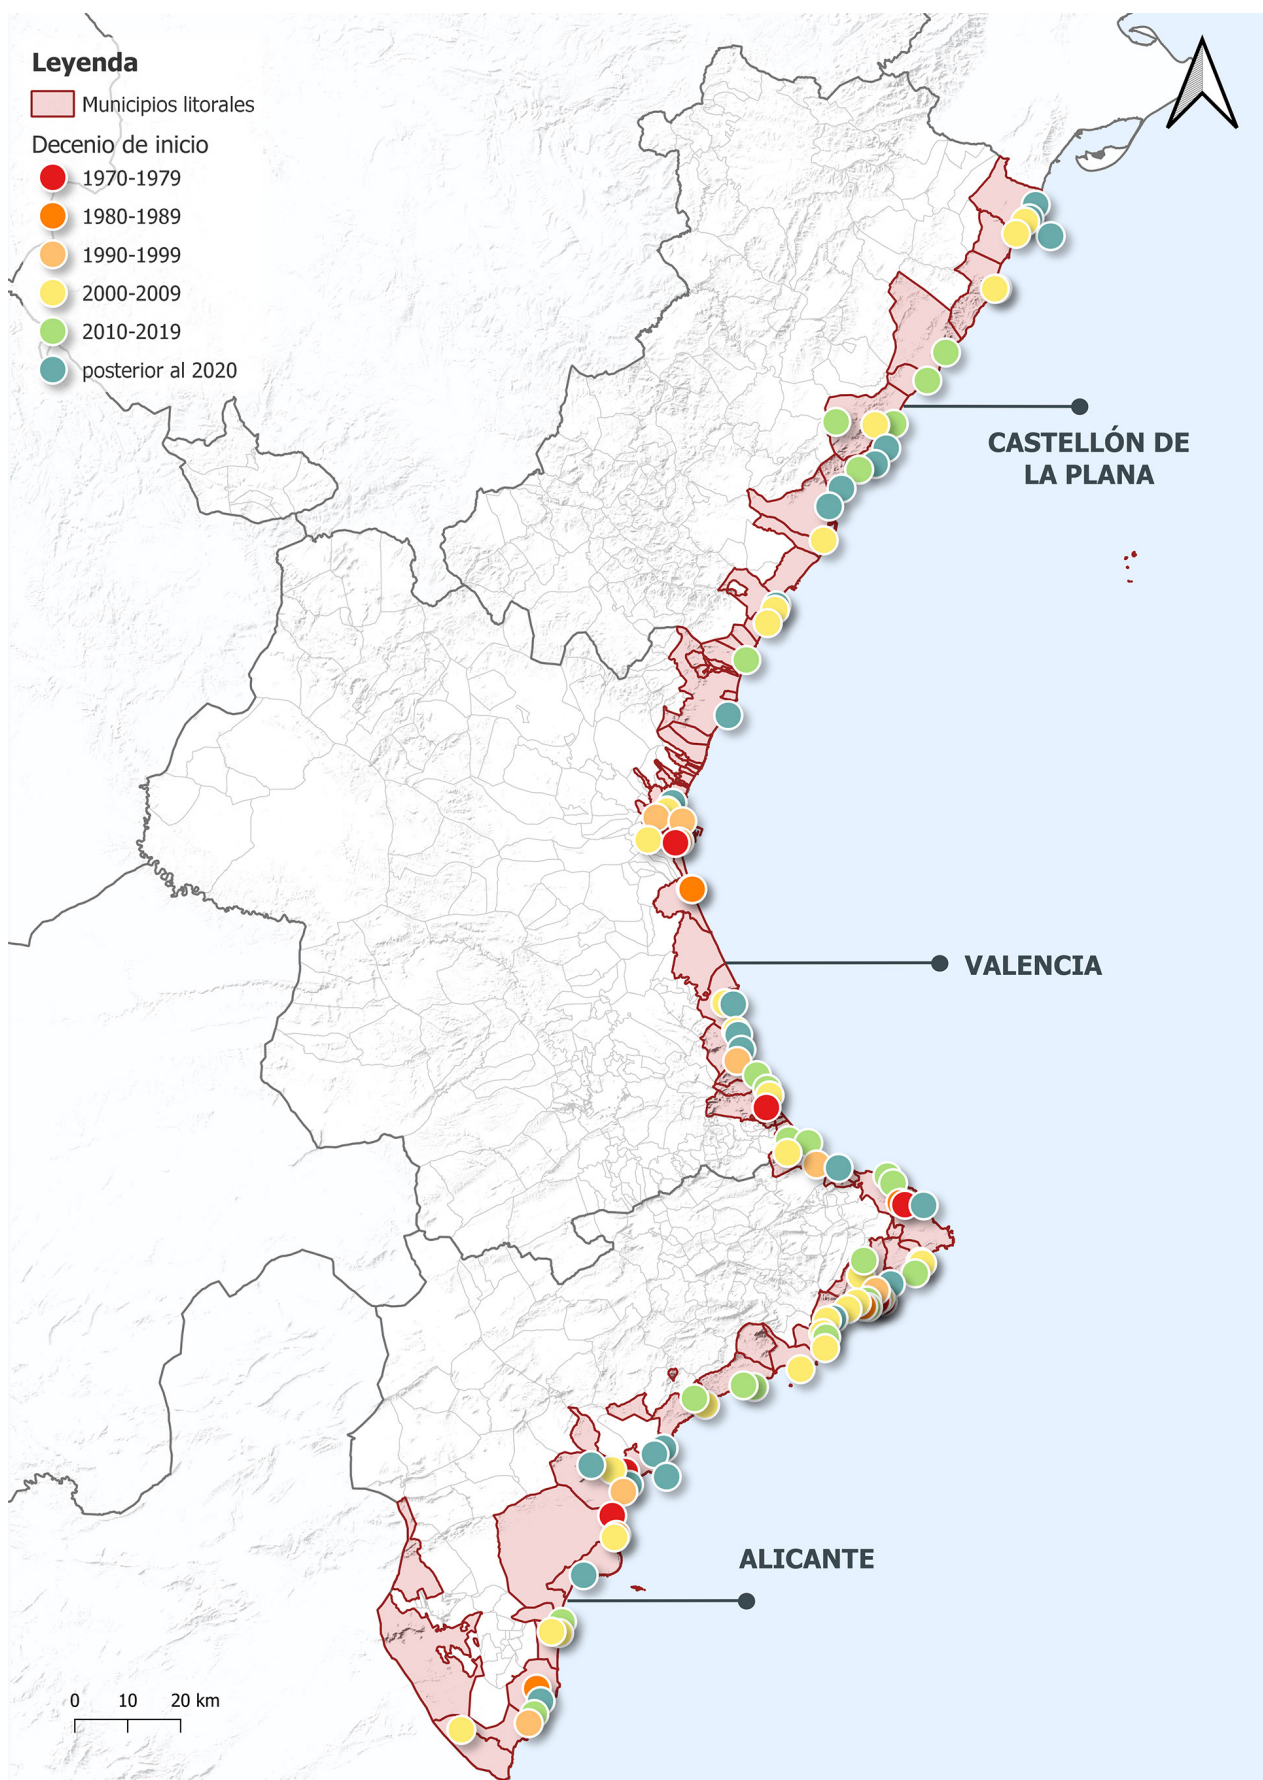 Leyenda
Municipios litorales
Decenio de inicio
1970-1979
1980-1989
1990-1999
2000-2009
2010-2019
posterior al 2020
CASTELLÓN DE
LA PLANA
VALENCIA
ALICANTE
0 10 20 km